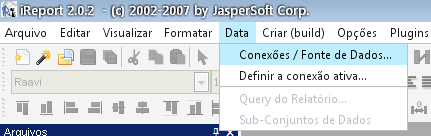 iReport 2.0.2 - (c) 2002-2007 by JasperSoft Corp.
Arquivo Editar Visualizar Formatar Data Criar (build) Opções Plugins
Conexões / Fonte de Dados...
Raavi
Definir a conexão ativa...
Query do Relatório...
Sub-Conjuntos de Dados
Arquivos